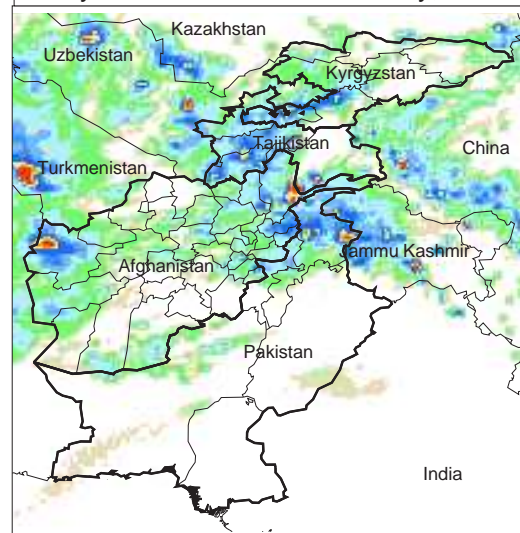 Kazakhstan
Uzbekistan
Kyrgyzstan
Tajikistan
China
Turkmenistan
Jammu Kashmir
Afghanistan
Pakistan
India